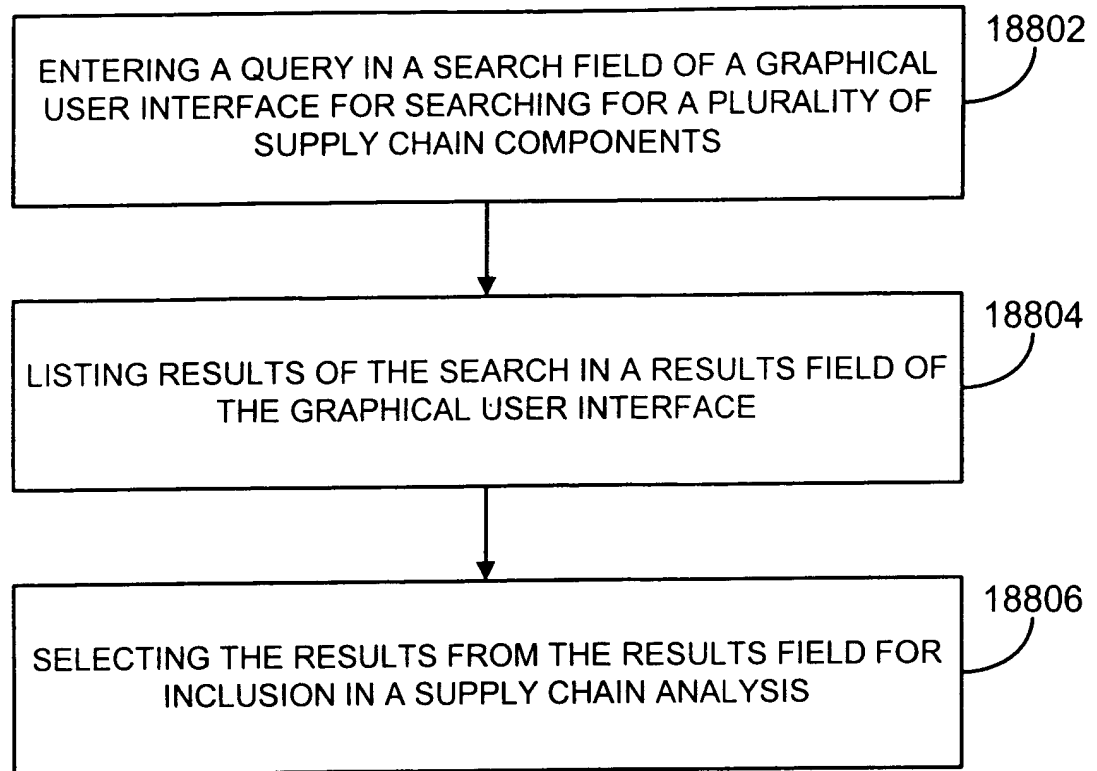 18802
ENTERING A QUERY IN A SEARCH FIELD OF A GRAPHICAL
USER INTERFACE FOR SEARCHING FOR A PLURALITY OF
SUPPLY CHAIN COMPONENTS
18804
LISTING RESULTS OF THE SEARCH IN A RESULTS FIELD OF
THE GRAPHICAL USER INTERFACE
18806
SELECTING THE RESULTS FROM THE RESULTS FIELD FOR
INCLUSION IN A SUPPLY CHAIN ANALYSIS